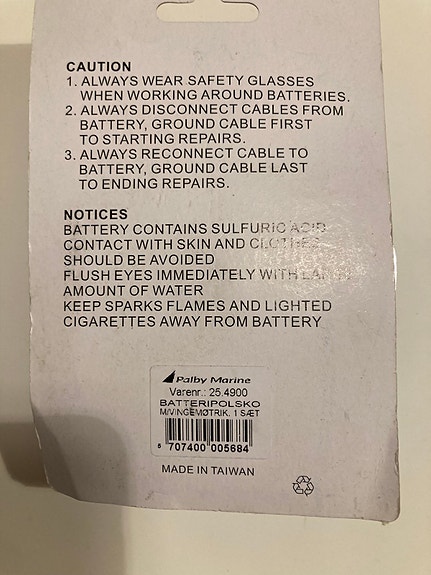 CAUTION
1. ALWAYS WEAR SAFETY GLASSES
WHEN WORKING AROUND BATTERIES.
2. ALWAYS DISCONNECT CABLES FROM
BATTERY, GROUND CABLE FIRST
TO STARTING REPAIRS.
3. ALWAYS RECONNECT CABLE TO
BATTERY, GROUND CABLE LAST
TO ENDING REPAIRS.
NOTICES
BATTERY CONTAINS SULFURIC ACID
CONTACT WITH SKIN AND CLOTHES
SHOULD BE AVOIDED
FLUSH EYES IMMEDIATELY WITH LARGE
AMOUNT OF WATER
KEEP SPARKS FLAMES AND LIGHTED
CIGARETTES AWAY FROM BATTERY
Palby Marine
Varenr.: 25.4900
BATTERIPOLSKO
M/VINGEMØTRIK, 1 SÆT
5 707400 005684
MADE IN TAIWAN